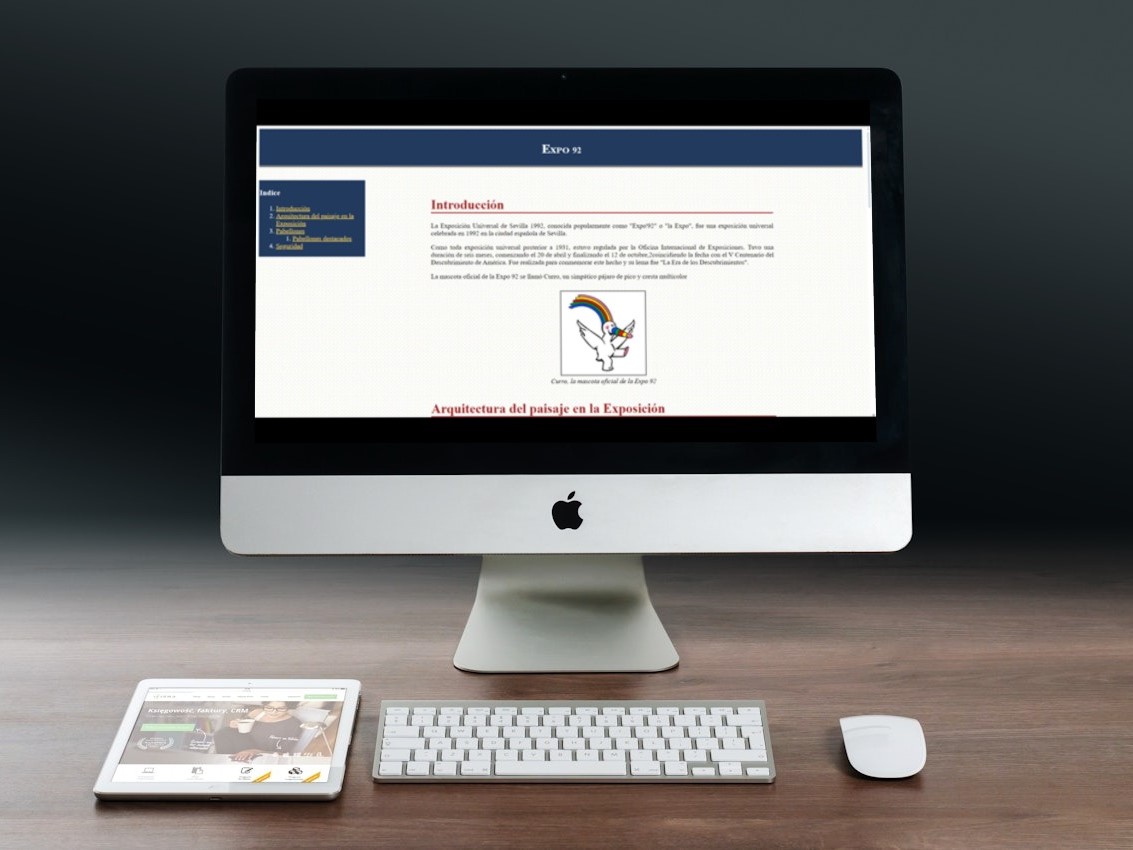 EXPO 92
Indice
1. Introducción
2. Arquitectura del paisaje en la
Exposición
3. Pabellones
1. Pabellones destacados
4. Seguridad
Introducción
La Exposición Universal de Sevilla 1992, conocida popularmente como "Expo'92" o "la Expo", fue una exposición universal
celebrada en 1992 en la ciudad española de Sevilla.
Como toda exposición universal posterior a 1931, estuvo regulada por la Oficina Internacional de Exposiciones. Tuvo una
duración de seis meses, comenzando el 20 de abril y finalizando el 12 de octubre, coincidiendo la fecha con el V Centenario del
Descubrimiento de América. Fue realizada para conmemorar este hecho y su lema fue "La Era de los Descubrimientos".
La mascota oficial de la Expo 92 se llamó Curro, un simpático pájaro de pico y cresta multicolor
Curro, la mascota oficial de la Expo 92
Arquitectura del paisaje en la Exposición
Księgowość, faktury, CRM